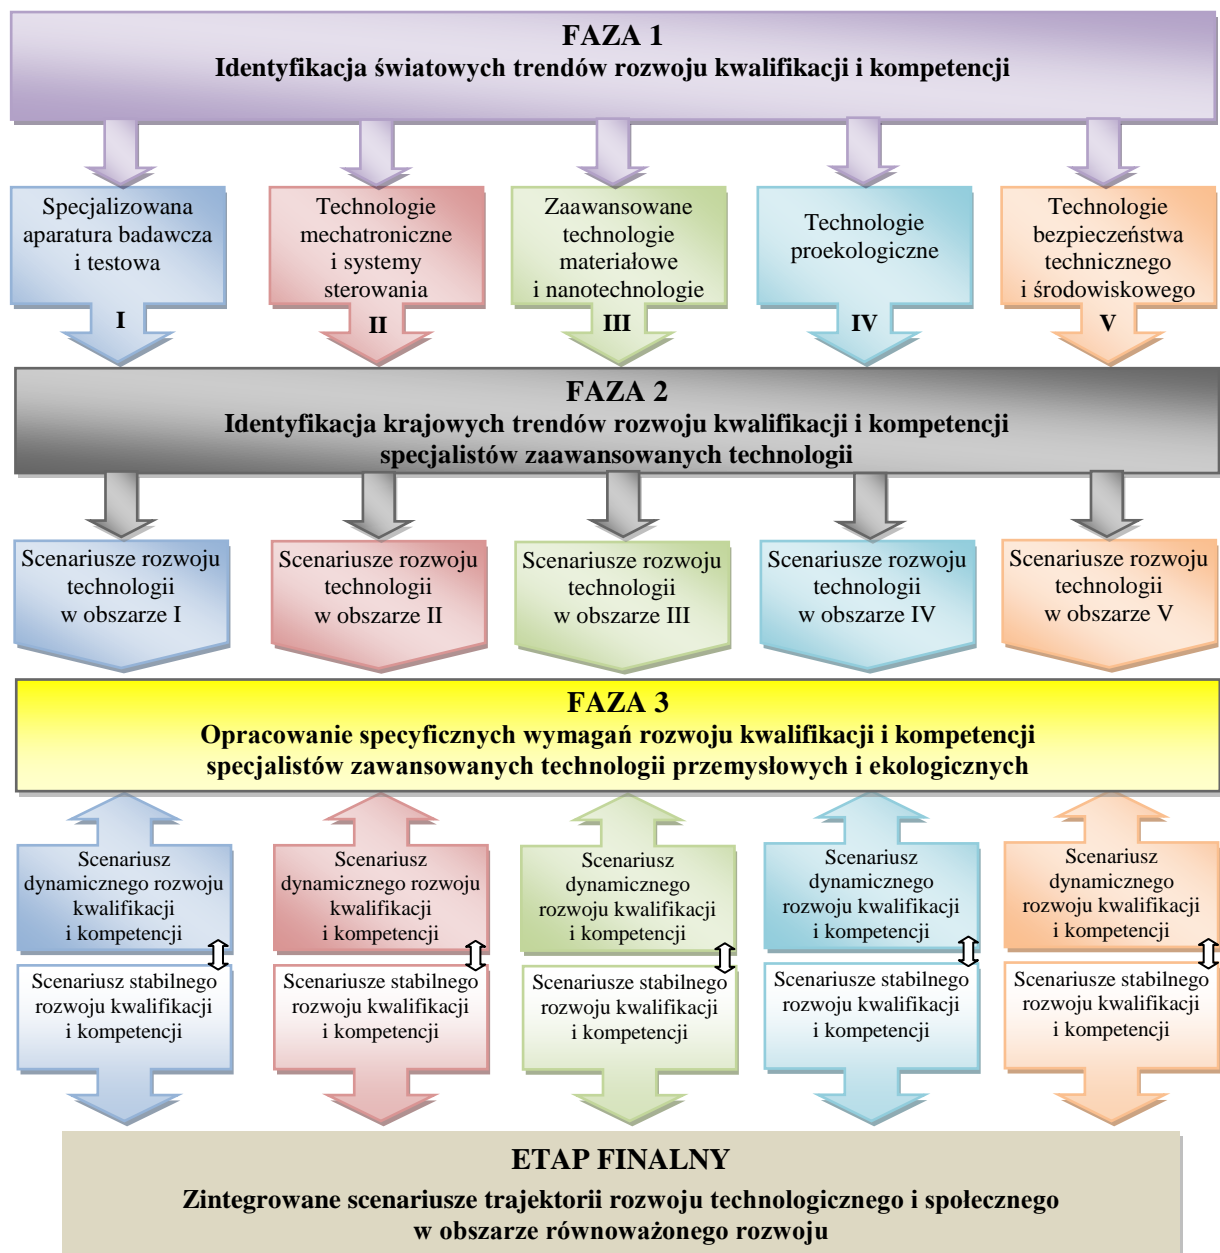 FAZA 1
Identyfikacja światowych trendów rozwoju kwalifikacji i kompetencji
Specjalizowana
aparatura badawcza
i testowa
I
Technologie
mechatroniczne
i systemy
sterowania
II
Zaawansowane
technologie
materiałowe
i nanotechnologie
III
Technologie
proekologiczne
IV
Technologie
bezpieczeństwa
technicznego
i środowiskowego
V
FAZA 2
Identyfikacja krajowych trendów rozwoju kwalifikacji i kompetencji
specjalistów zaawansowanych technologii
Scenariusze rozwoju
technologii
w obszarze I
Scenariusze rozwoju
technologii
w obszarze II
Scenariusze rozwoju
technologii
w obszarze III
Scenariusze rozwoju
technologii
w obszarze IV
Scenariusze rozwoju
technologii
w obszarze V
FAZA 3
Opracowanie specyficznych wymagań rozwoju kwalifikacji i kompetencji
specjalistów zawansowanych technologii przemysłowych i ekologicznych
Scenariusz
dynamicznego rozwoju
kwalifikacji
i kompetencji
Scenariusz
dynamicznego rozwoju
kwalifikacji
i kompetencji
Scenariusz
dynamicznego
rozwoju kwalifikacji
i kompetencji
Scenariusz
dynamicznego
rozwoju kwalifikacji
i kompetencji
Scenariusz
dynamicznego
rozwoju kwalifikacji
i kompetencji
Scenariusz stabilnego
rozwoju kwalifikacji
i kompetencji
Scenariusze stabilnego
rozwoju kwalifikacji
i kompetencji
Scenariusze stabilnego
rozwoju kwalifikacji
i kompetencji
Scenariusze stabilnego
rozwoju kwalifikacji
i kompetencji
Scenariusze stabilnego
rozwoju kwalifikacji
i kompetencji
ETAP FINALNY
Zintegrowane scenariusze trajektorii rozwoju technologicznego i społecznego
w obszarze równoważonego rozwoju